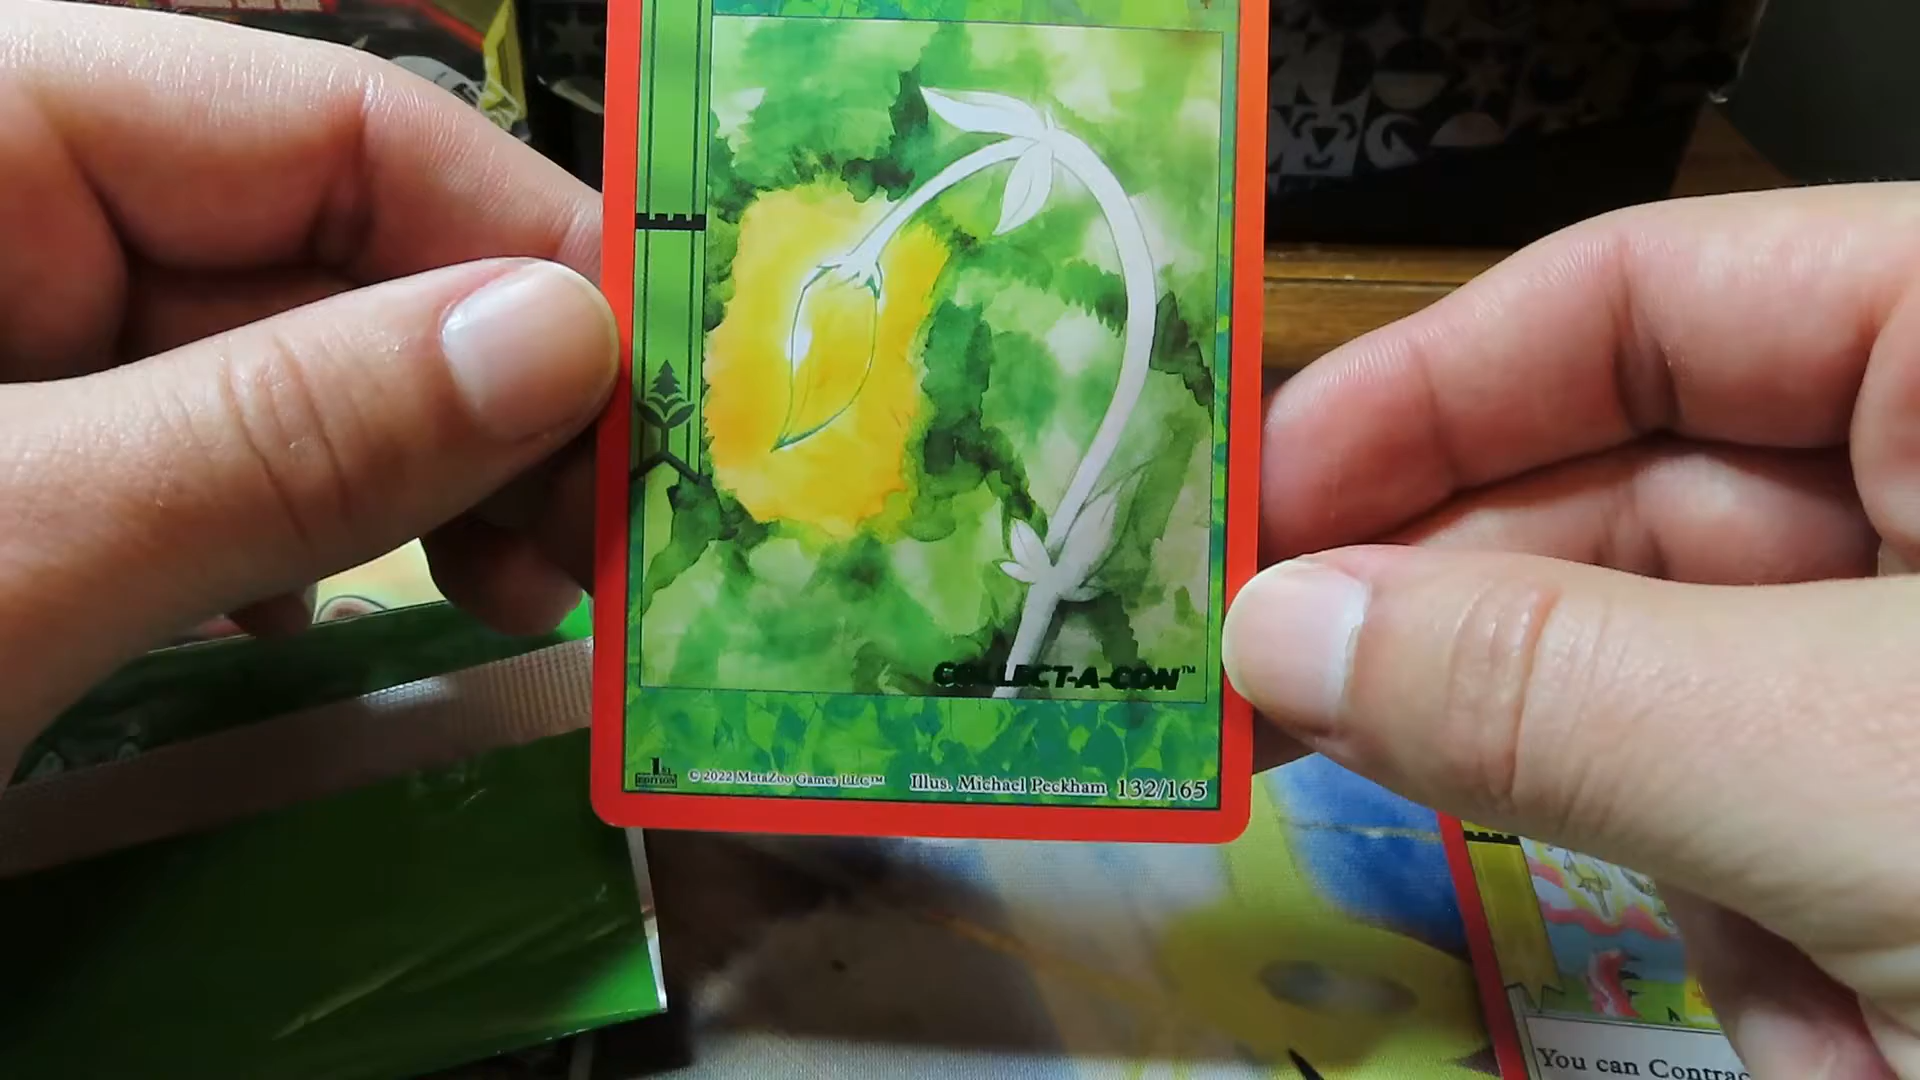 COLLECT-A-CON™
1st EDITION © 2022 MetaZoo Games LLC™ Illus. Michael Peckham 132/165
You can Contrac